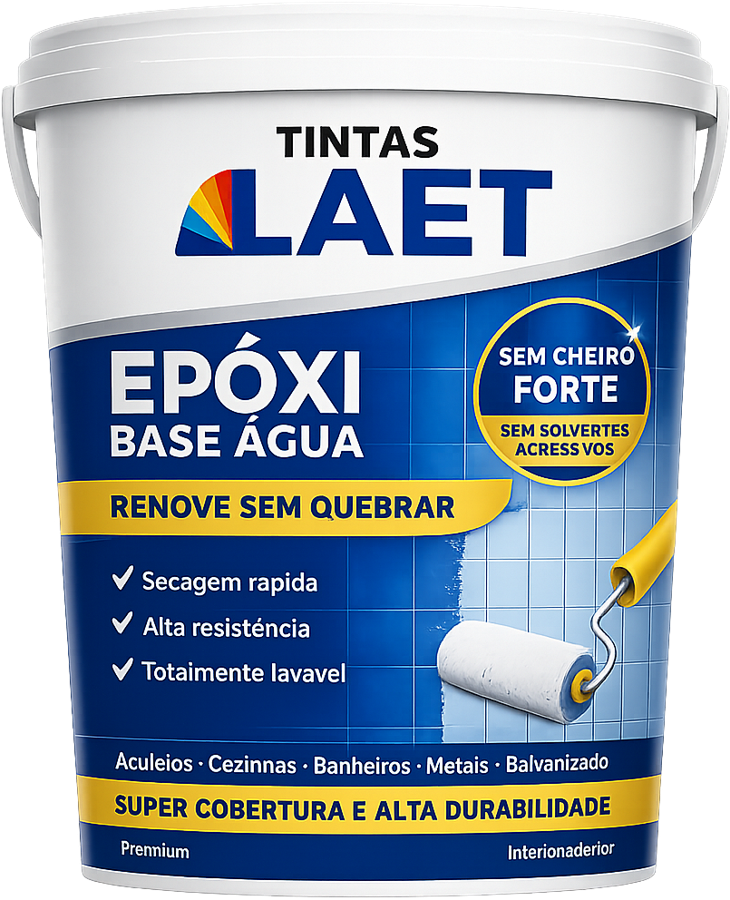 TINTAS
LAET
EPÓXI
BASE ÁGUA
SEM CHEIRO
FORTE
SEM SOLVERTES
ACRESS VOS
RENOVE SEM QUEBRAR
Secagem rapida
Alta resisténcia
Totaimente lavavel
Aculeios · Cezinnas · Banheiros · Metais · Balvanizado
SUPER COBERTURA E ALTA DURABILIDADE
Prenmium
Interionaderior